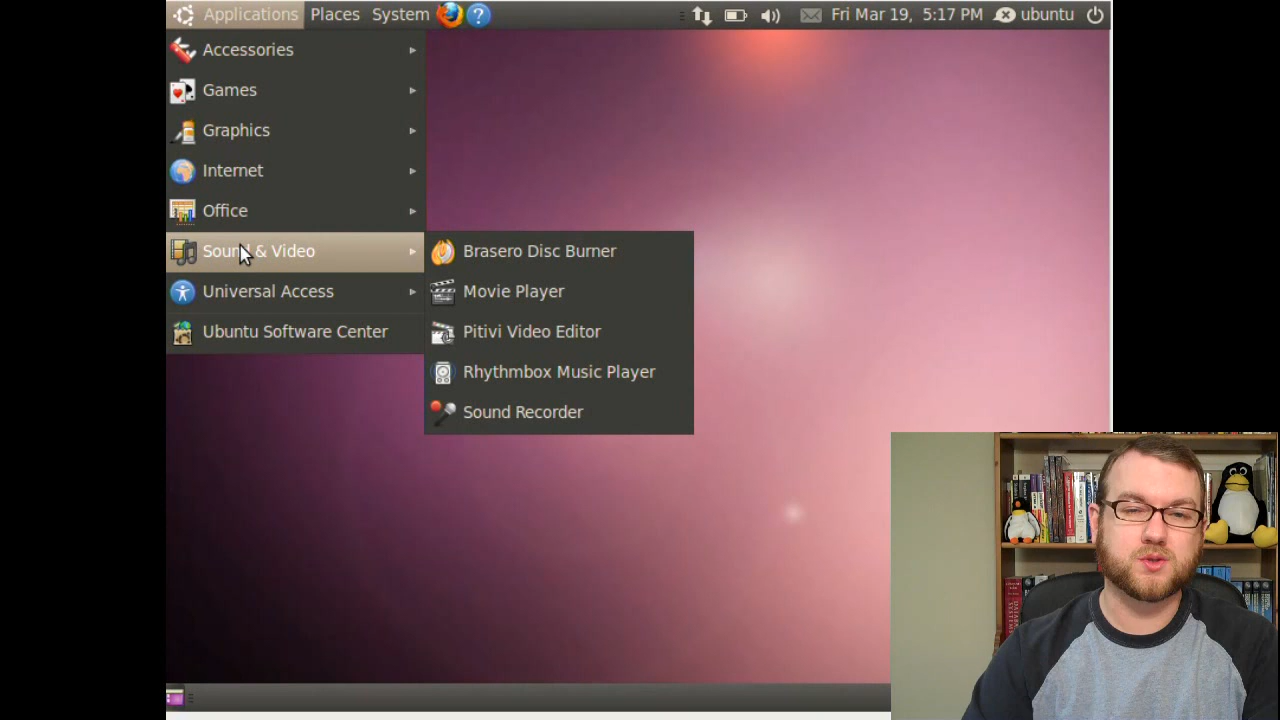 Applications Places System ? Fri Mar 19, 5:17 PM ubuntu
Accessories
Games
Graphics
Internet
Office
Sound & Video
Universal Access
Ubuntu Software Center
Brasero Disc Burner
Movie Player
Pitivi Video Editor
Rhythmbox Music Player
Sound Recorder